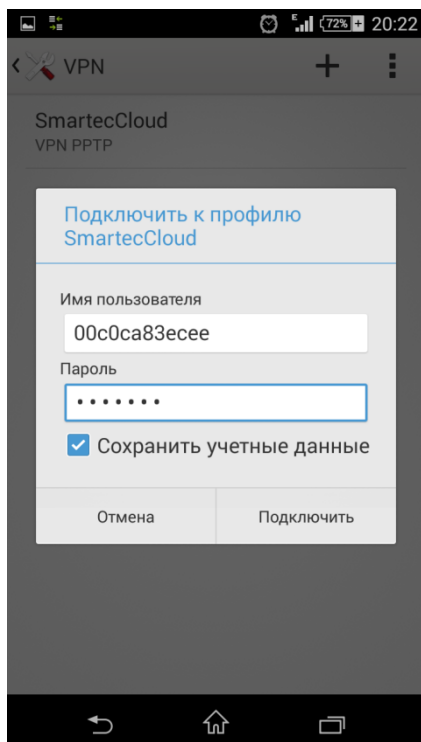 E 72% 20:22
VPN
SmartecCloud
VPN PPTP
Подключить к профилю
SmartecCloud
Имя пользователя
00c0ca83ecee
Пароль
•••••••
Сохранить учетные данные
Отмена Подключить